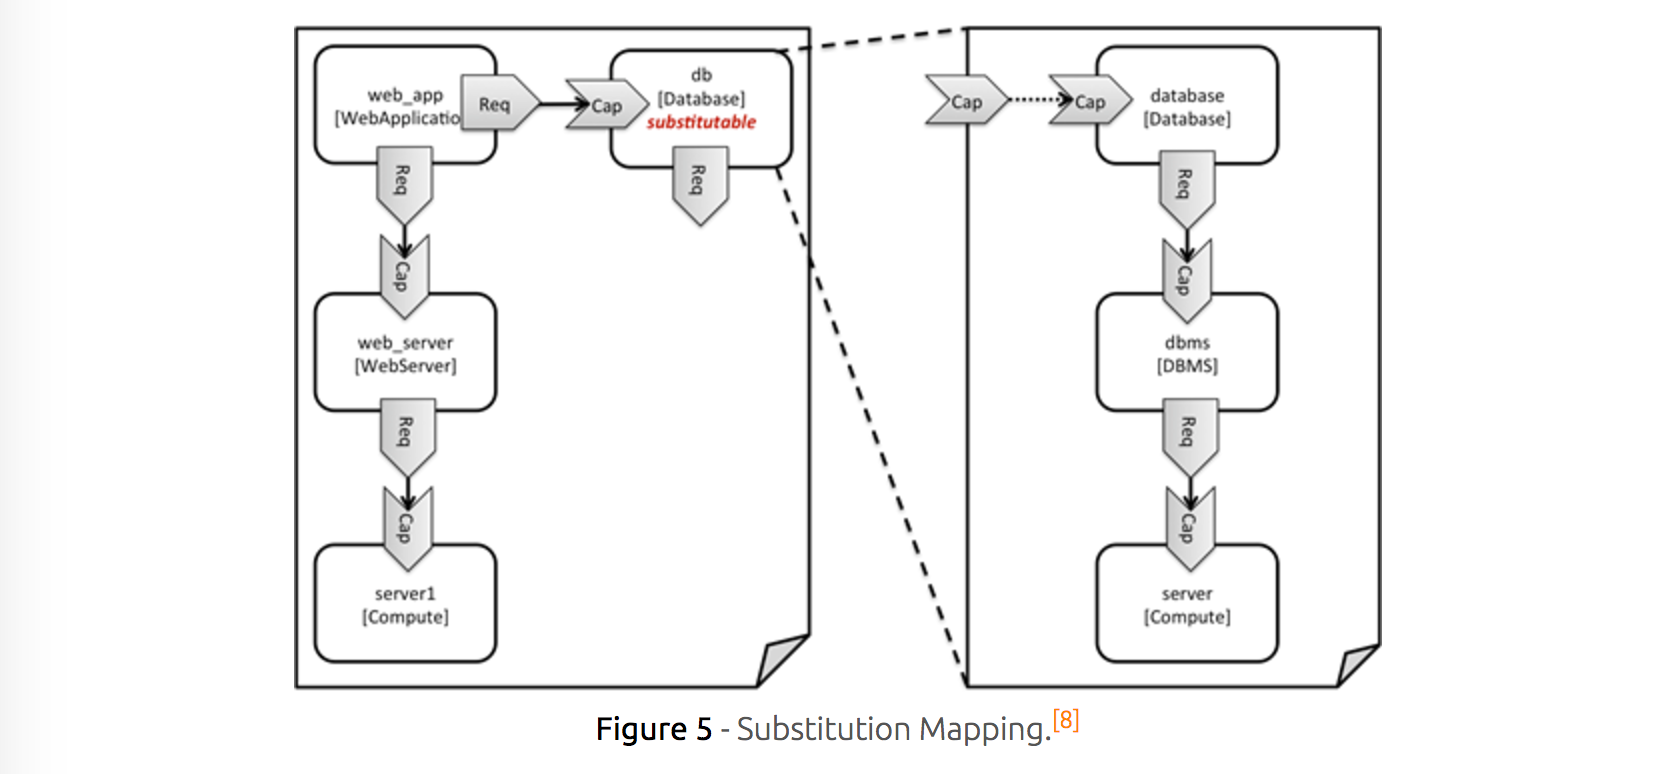 web_app
[WebApplicatio
Req
Cap
db
[Database]
substitutable
Req
Req
Cap
web_server
[WebServer]
Req
Cap
server1
[Compute]
Cap
Cap
database
[Database]
Req
Cap
dbms
[DBMS]
Req
Cap
server
[Compute]
Figure 5 - Substitution Mapping.[8]